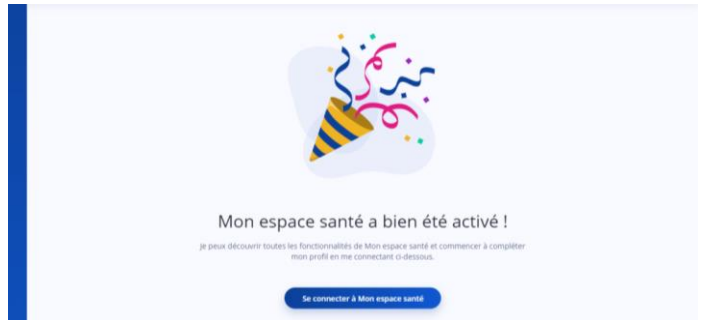 Mon espace santé a bien été activé !
Je peux découvrir toutes les fonctionnalités de Mon espace santé et commencer à compléter
mon profil en me connectant ci-dessous.
Se connecter à Mon espace santé